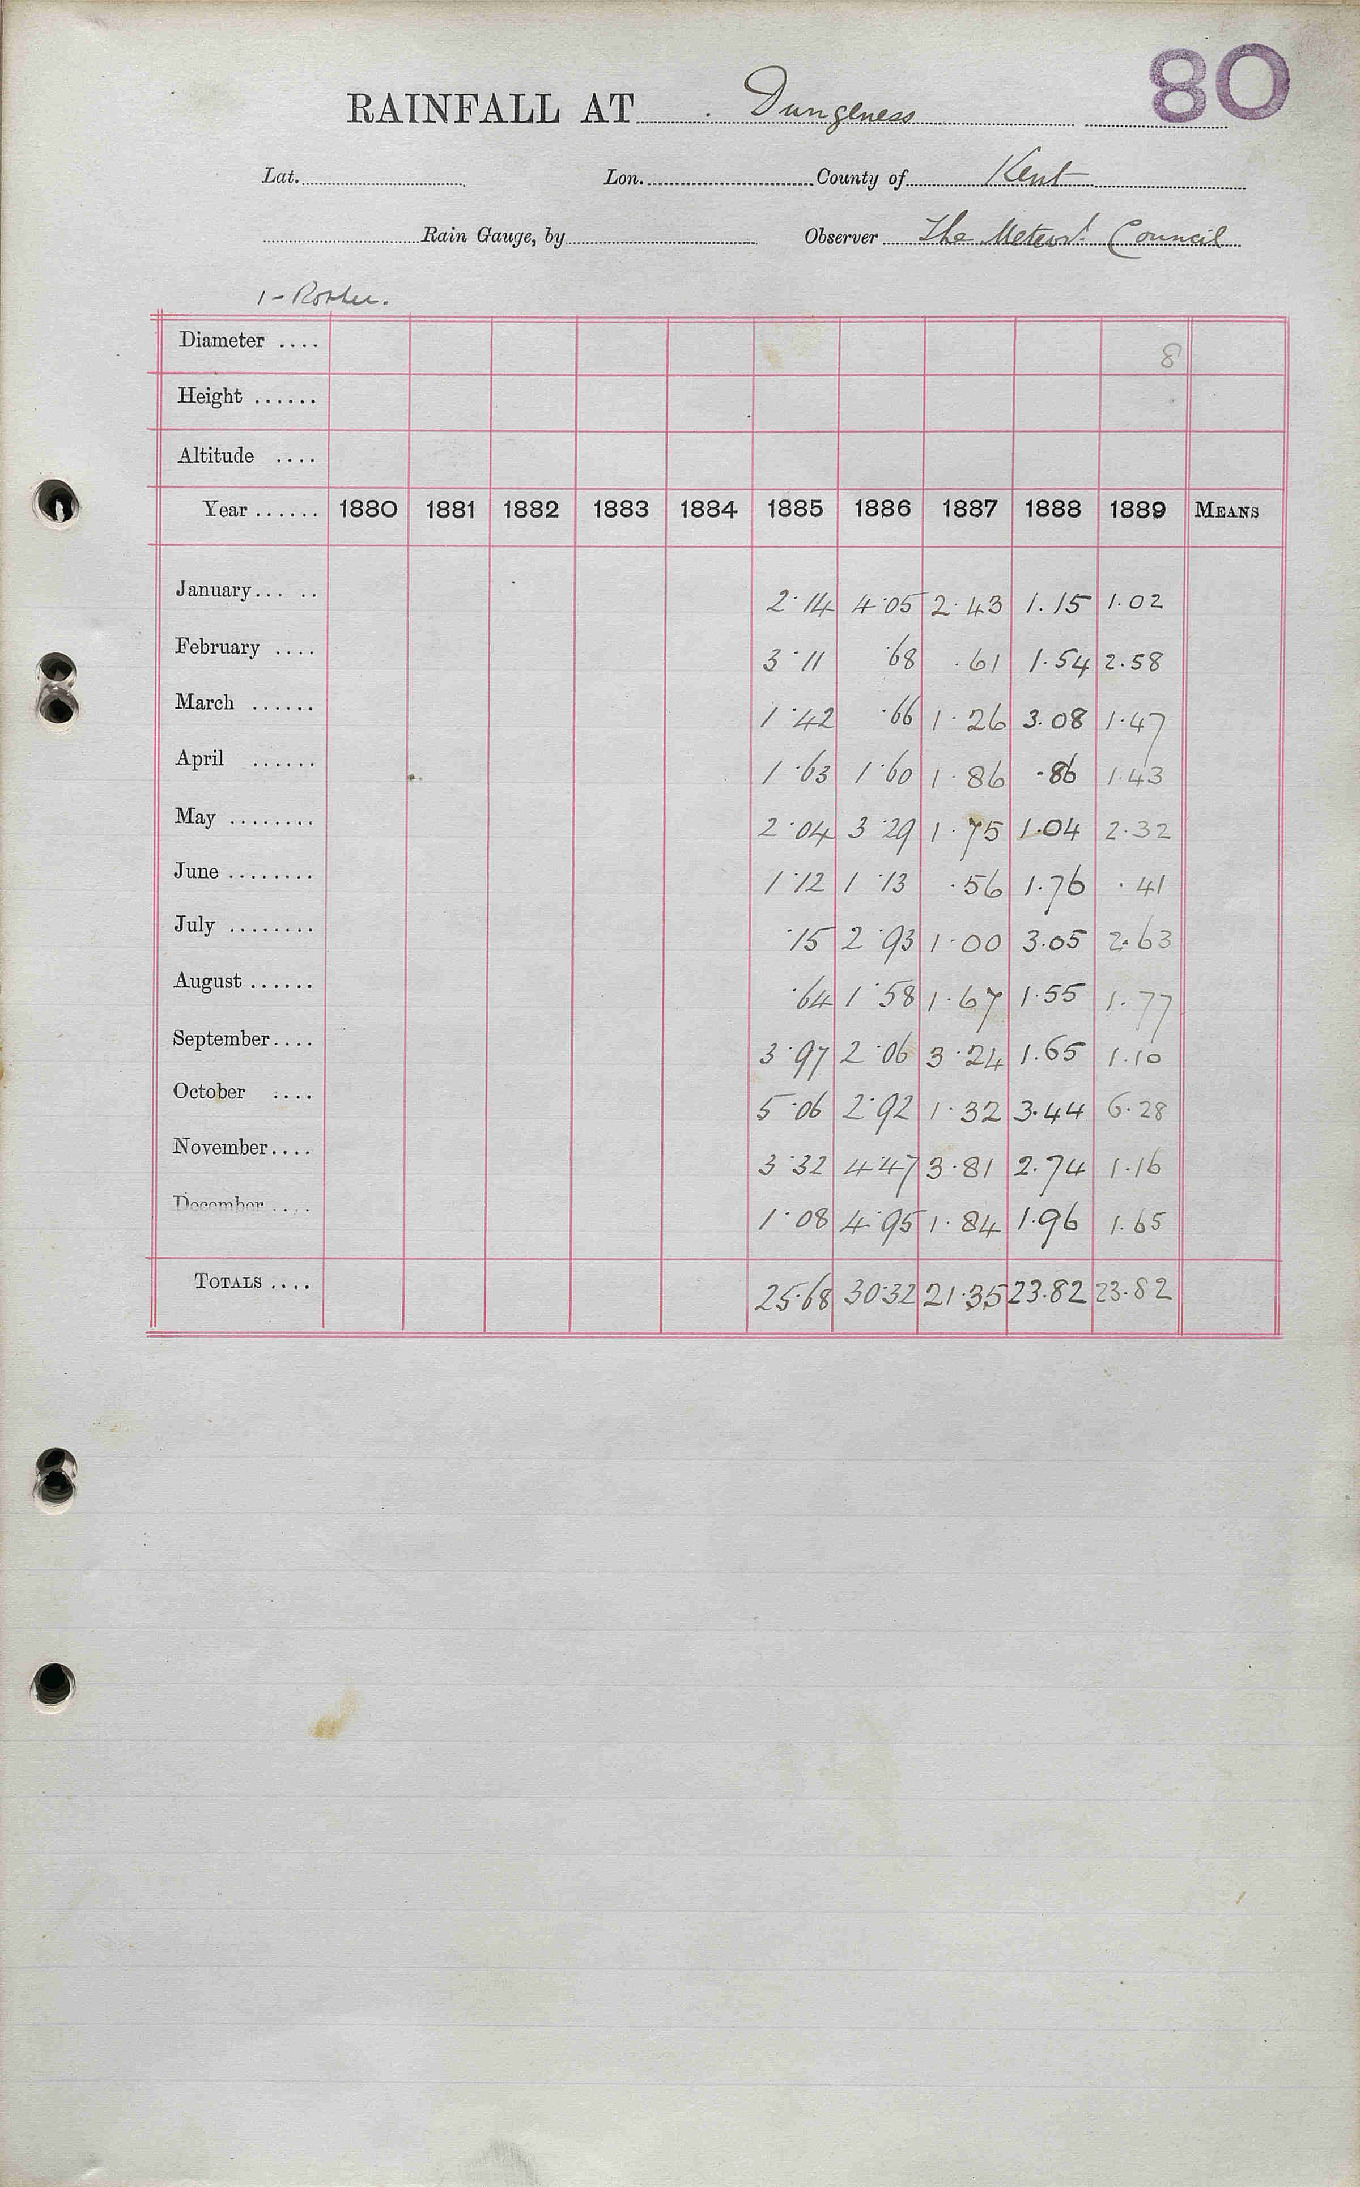 80
RAINFALL AT Dungeness
Lat. Lon. County of Kent
Rain Gauge, by Observer The Meteorl. Council
Diameter .... 8
Height ......
Altitude ....
Year ...... 1880 1881 1882 1883 1884 1885 1886 1887 1888 1889 MEANS
January... .. 2.14 4.05 2.43 1.15 1.02
February .... 3.11 .68 .61 1.54 2.58
March ...... 1.42 .66 1.26 3.08 1.47
April ...... 1.63 1.60 1.86 .86 1.43
May ........ 2.04 3.29 1.75 1.04 2.32
June ........ 1.12 1.13 .56 1.76 .41
July ........ .15 2.93 1.00 3.05 2.63
August ...... .64 1.58 1.67 1.55 1.77
September.... 3.97 2.06 3.24 1.65 1.10
October .... 5.06 2.92 1.32 3.44 6.28
November.... 3.32 4.47 3.81 2.74 1.16
December .... 1.08 4.95 1.84 1.96 1.65
TOTALS .... 25.68 30.32 21.35 23.82 23.82